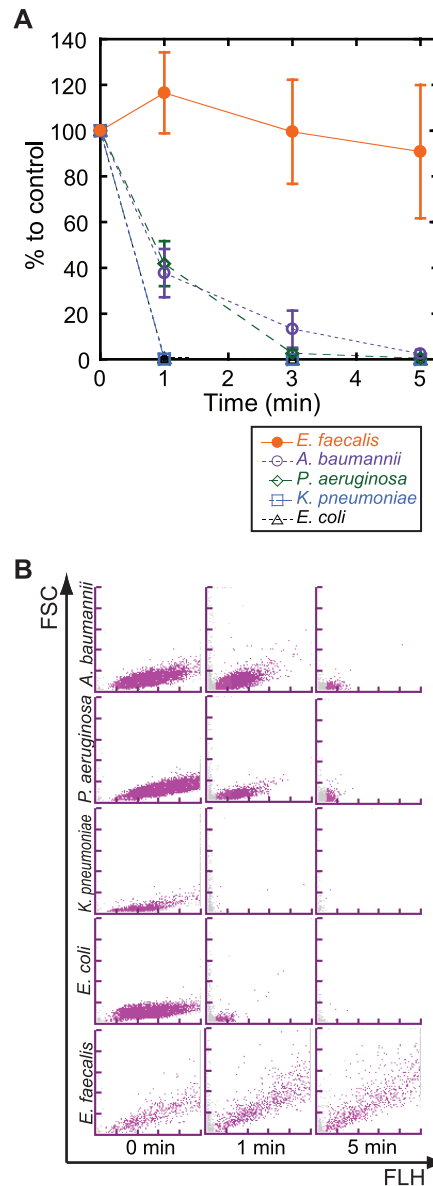 A
140
120
100
80
60
40
20
0
% to control
0 1 2 3 4 5
Time (min)
E. faecalis
A. baumannii
P. aeruginosa
K. pneumoniae
E. coli
B
FSC
A. baumannii
P. aeruginosa
K. pneumoniae
E. coli
E. faecalis
0 min 1 min 5 min
FLH